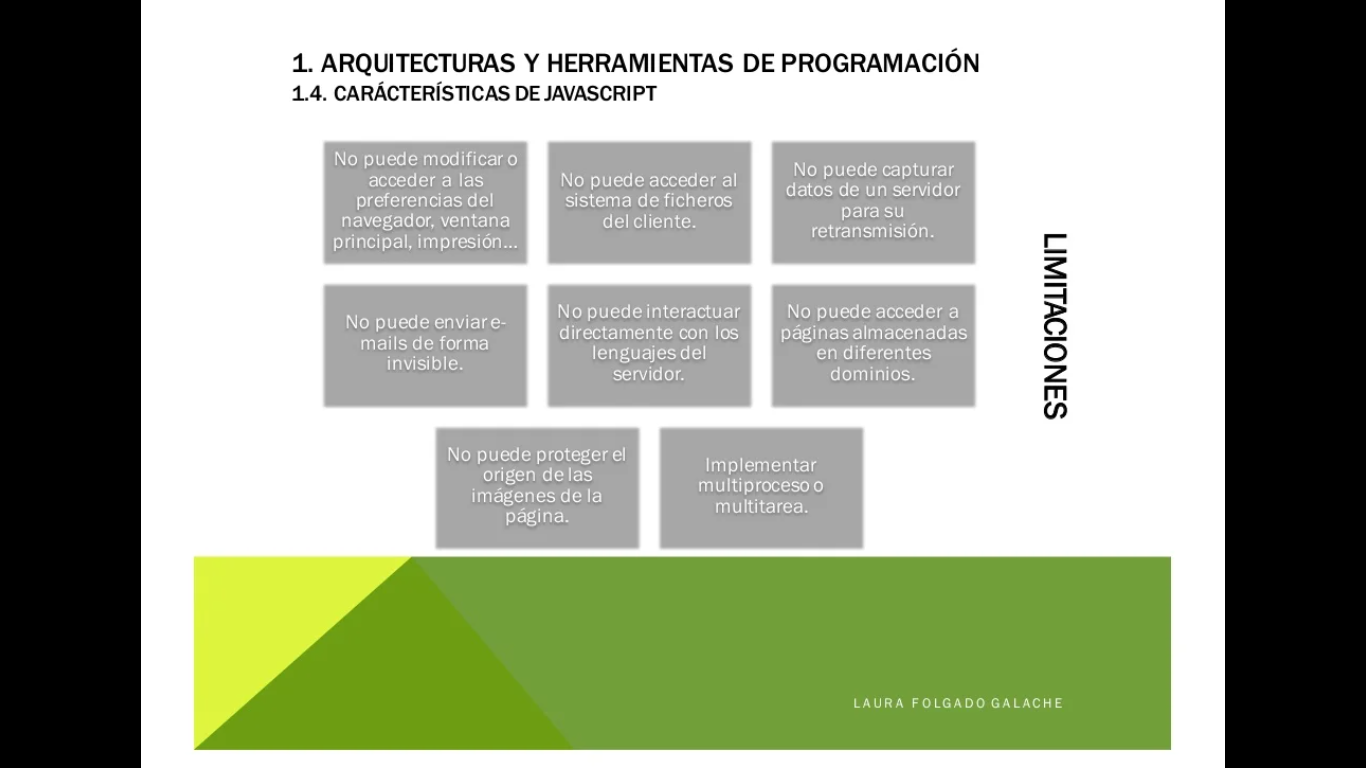 1. ARQUITECTURAS Y HERRAMIENTAS DE PROGRAMACIÓN
1.4. CARÁCTERÍSTICAS DE JAVASCRIPT
No puede modificar o
acceder a las
preferencias del
navegador, ventana
principal, impresión...
No puede acceder al
sistema de ficheros
del cliente.
No puede capturar
datos de un servidor
para su
retransmisión.
No puede enviar e-
mails de forma
invisible.
No puede interactuar
directamente con los
lenguajes del
servidor.
No puede acceder a
páginas almacenadas
en diferentes
dominios.
No puede proteger el
origen de las
imágenes de la
página.
Implementar
multiproceso o
multitarea.
LIMITACIONES
LAURA FOLGADO GALACHE